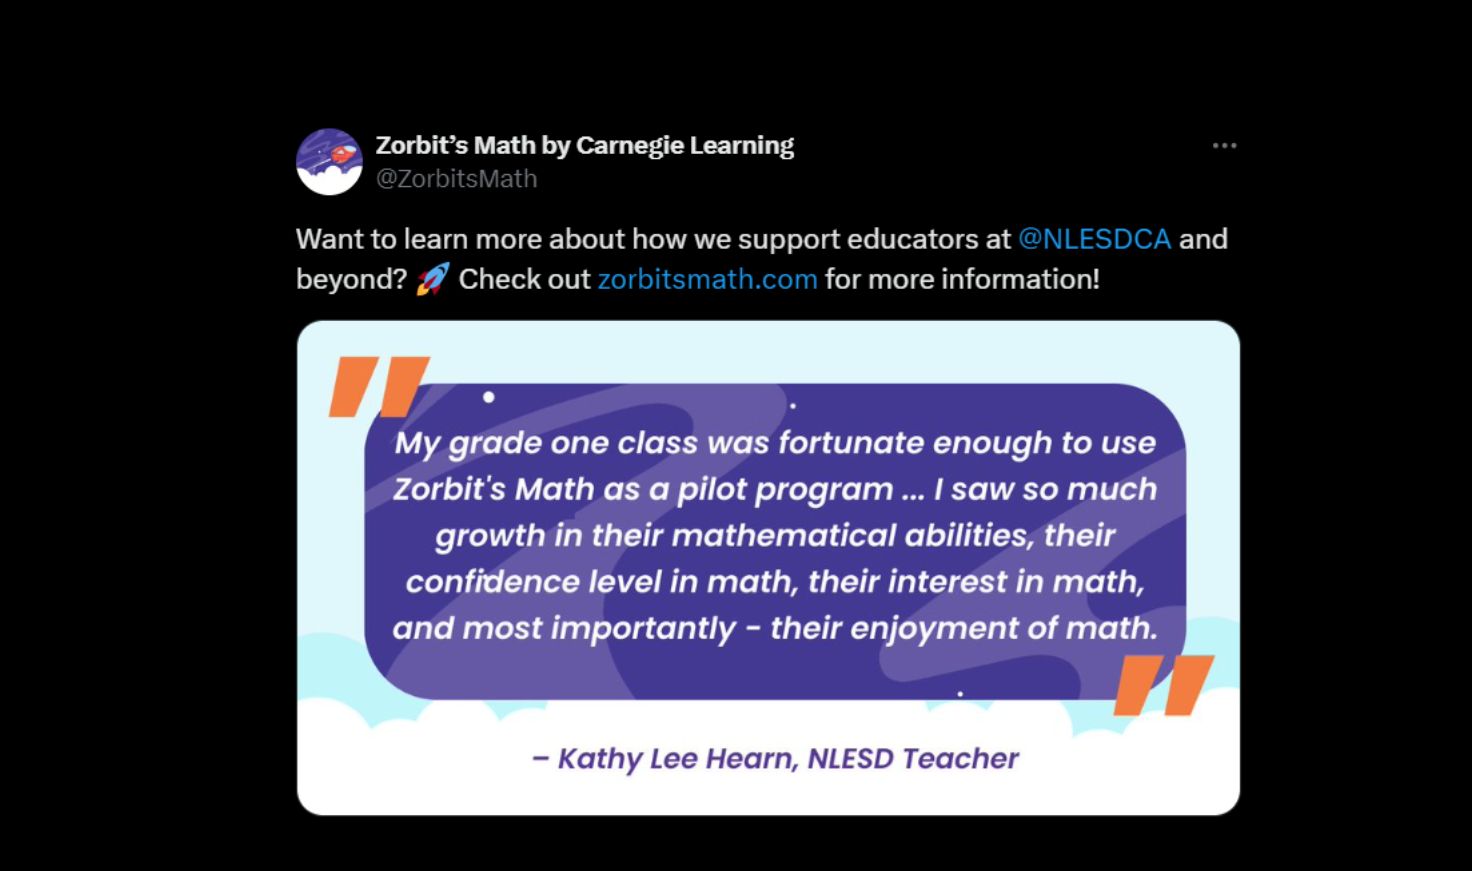 Zorbit’s Math by Carnegie Learning
@ZorbitsMath
Want to learn more about how we support educators at @NLESDCA and
beyond? 🚀 Check out zorbitsmath.com for more information!
"
My grade one class was fortunate enough to use
Zorbit's Math as a pilot program ... I saw so much
growth in their mathematical abilities, their
confidence level in math, their interest in math,
and most importantly - their enjoyment of math.
"
– Kathy Lee Hearn, NLESD Teacher